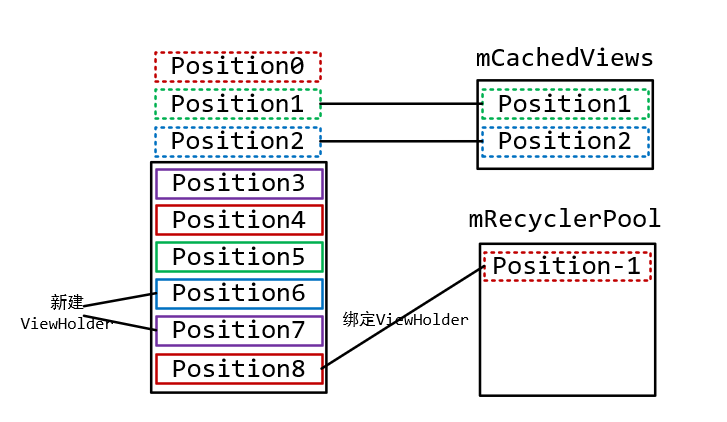 Position0
Position1
Position2
Position3
Position4
Position5
Position6
Position7
Position8
新建
ViewHolder
绑定ViewHolder
mCachedViews
Position1
Position2
mRecyclerPool
Position-1